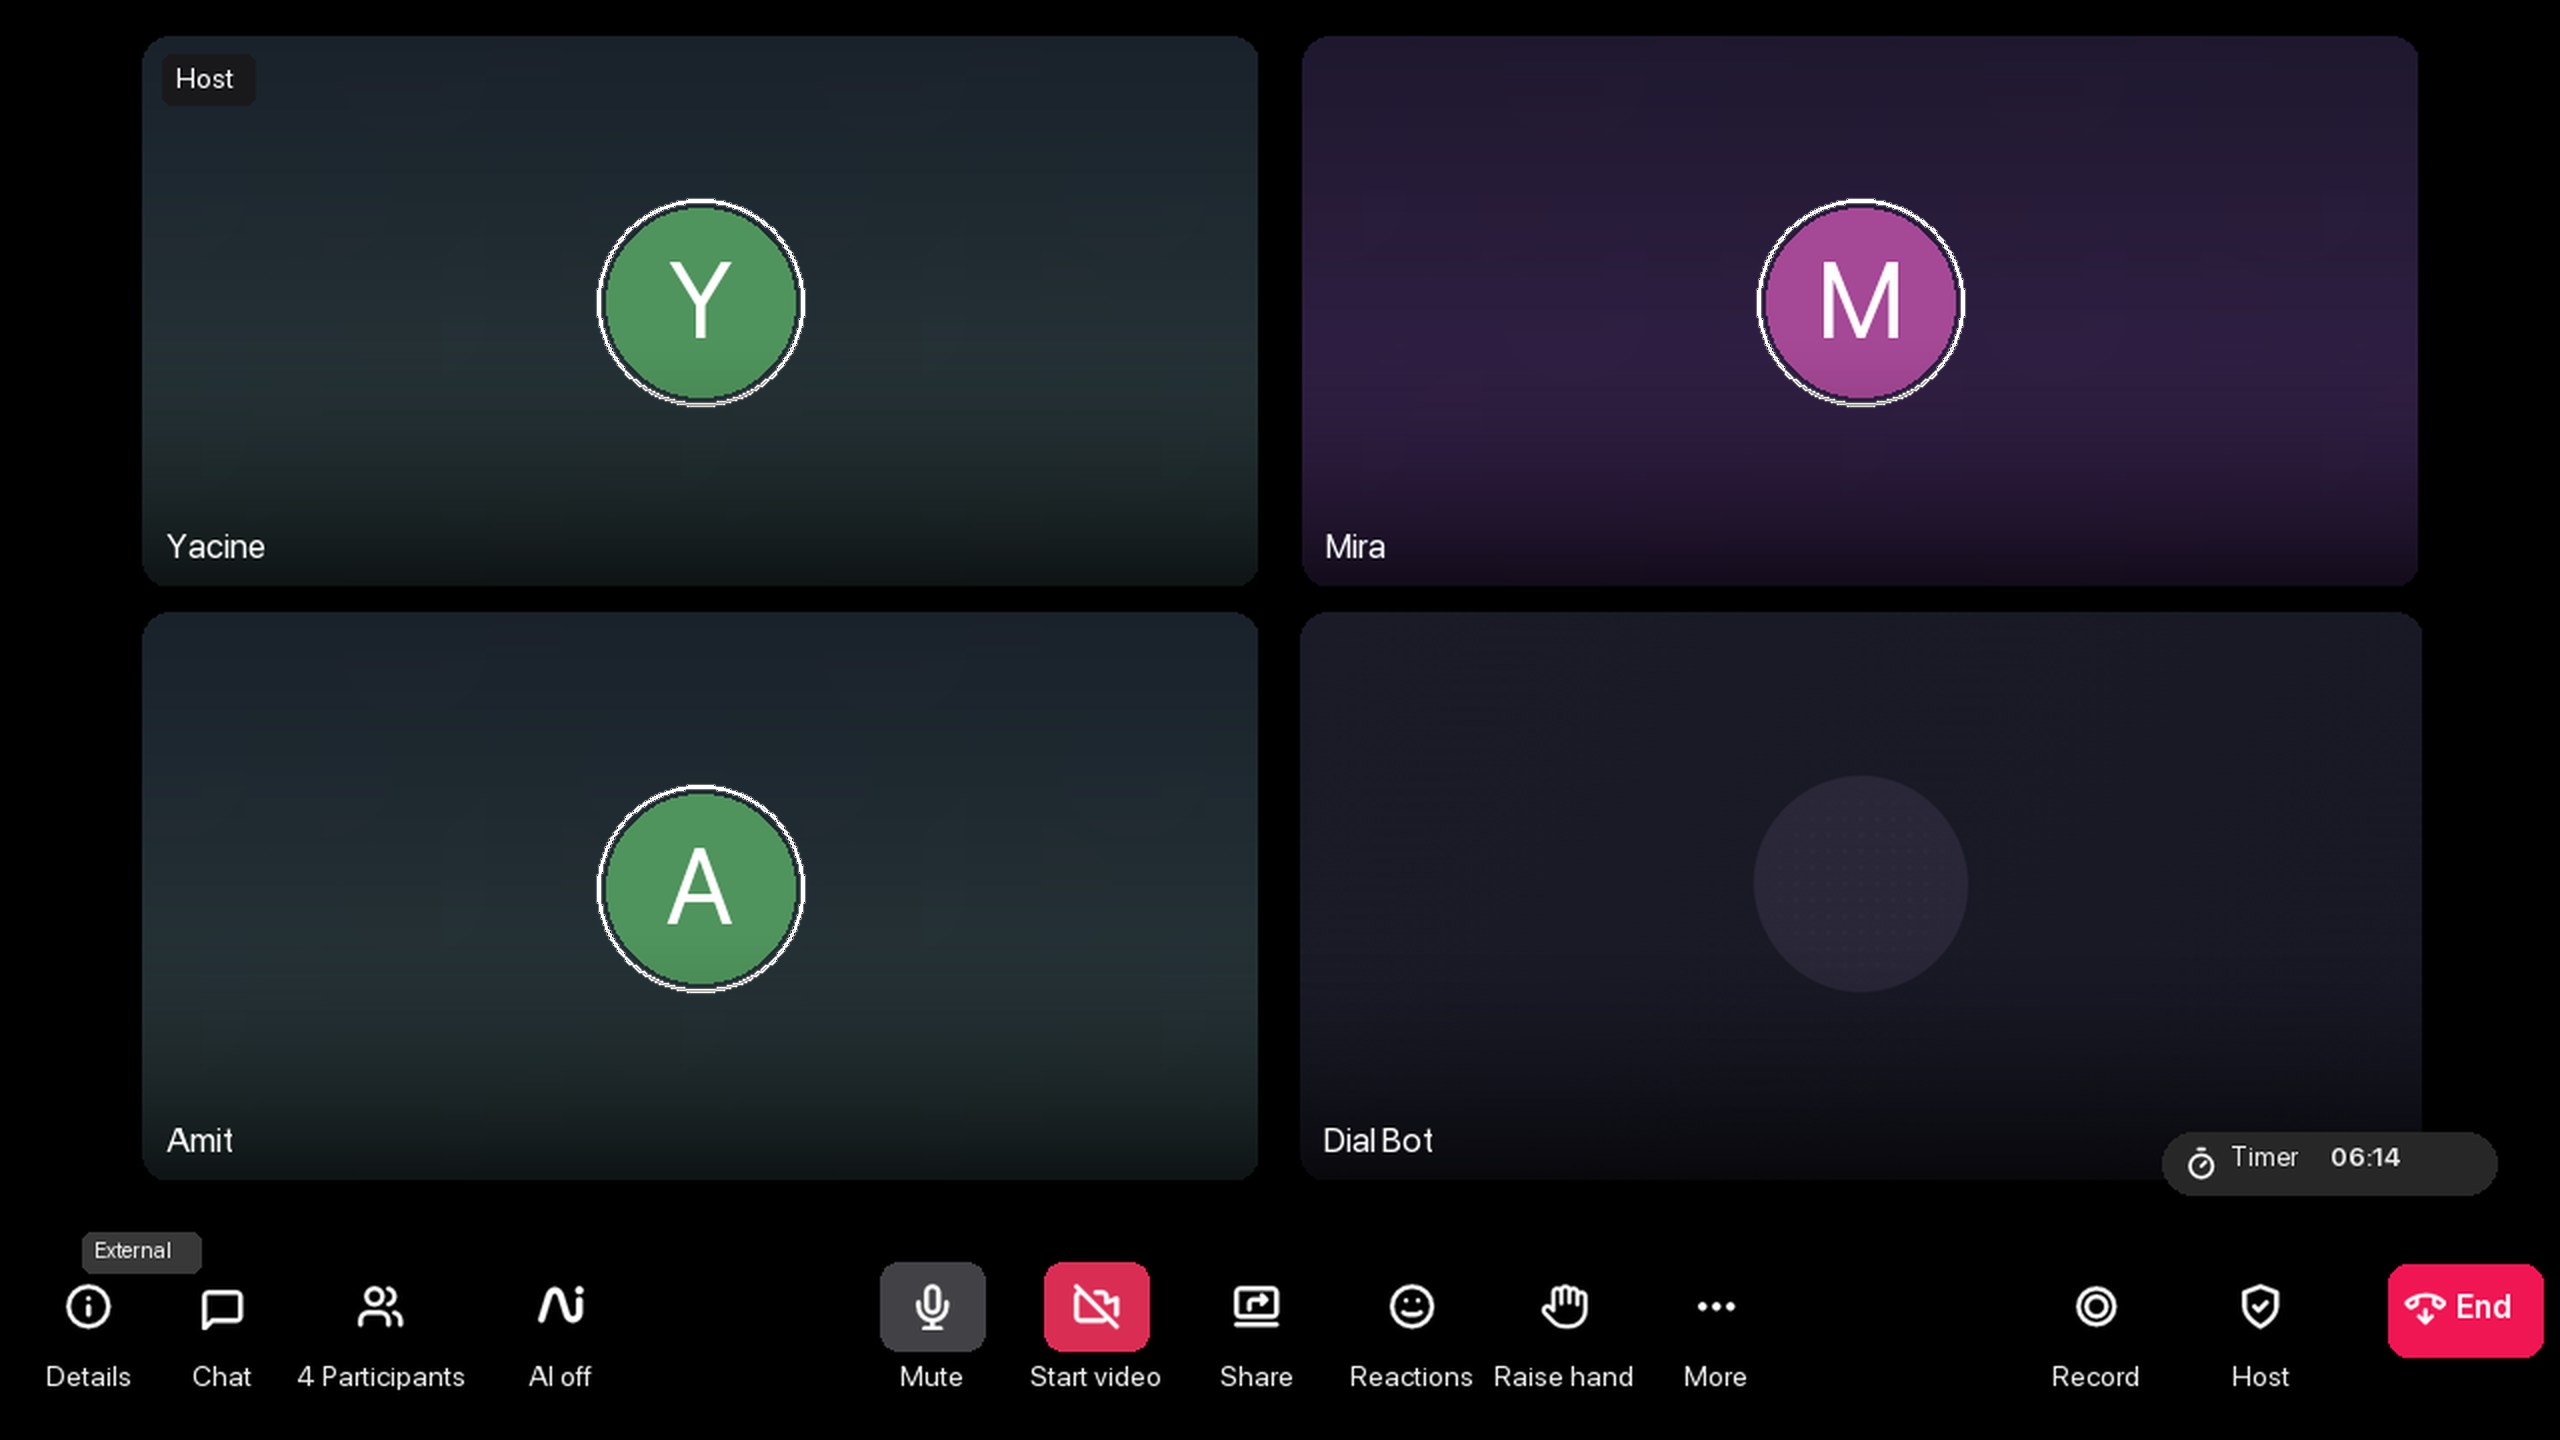 Host
Y
Yacine
M
Mira
A
Amit
Dial Bot
Timer 06:14
External
Details
Chat
4 Participants
AI off
Mute
Start video
Share
Reactions
Raise hand
More
Record
Host
End